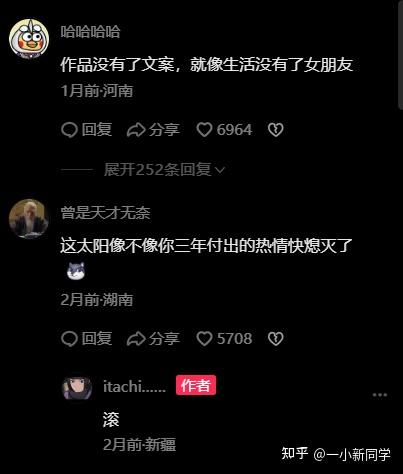 哈哈哈哈
作品没有了文案，就像生活没有了女朋友
1月前·河南
回复 分享 6964
展开252条回复
曾是天才无奈
这太阳像不像你三年付出的热情快熄灭了
2月前·湖南
回复 分享 5708
itachi...... 作者
滚
2月前·新疆
知乎 @一小新同学